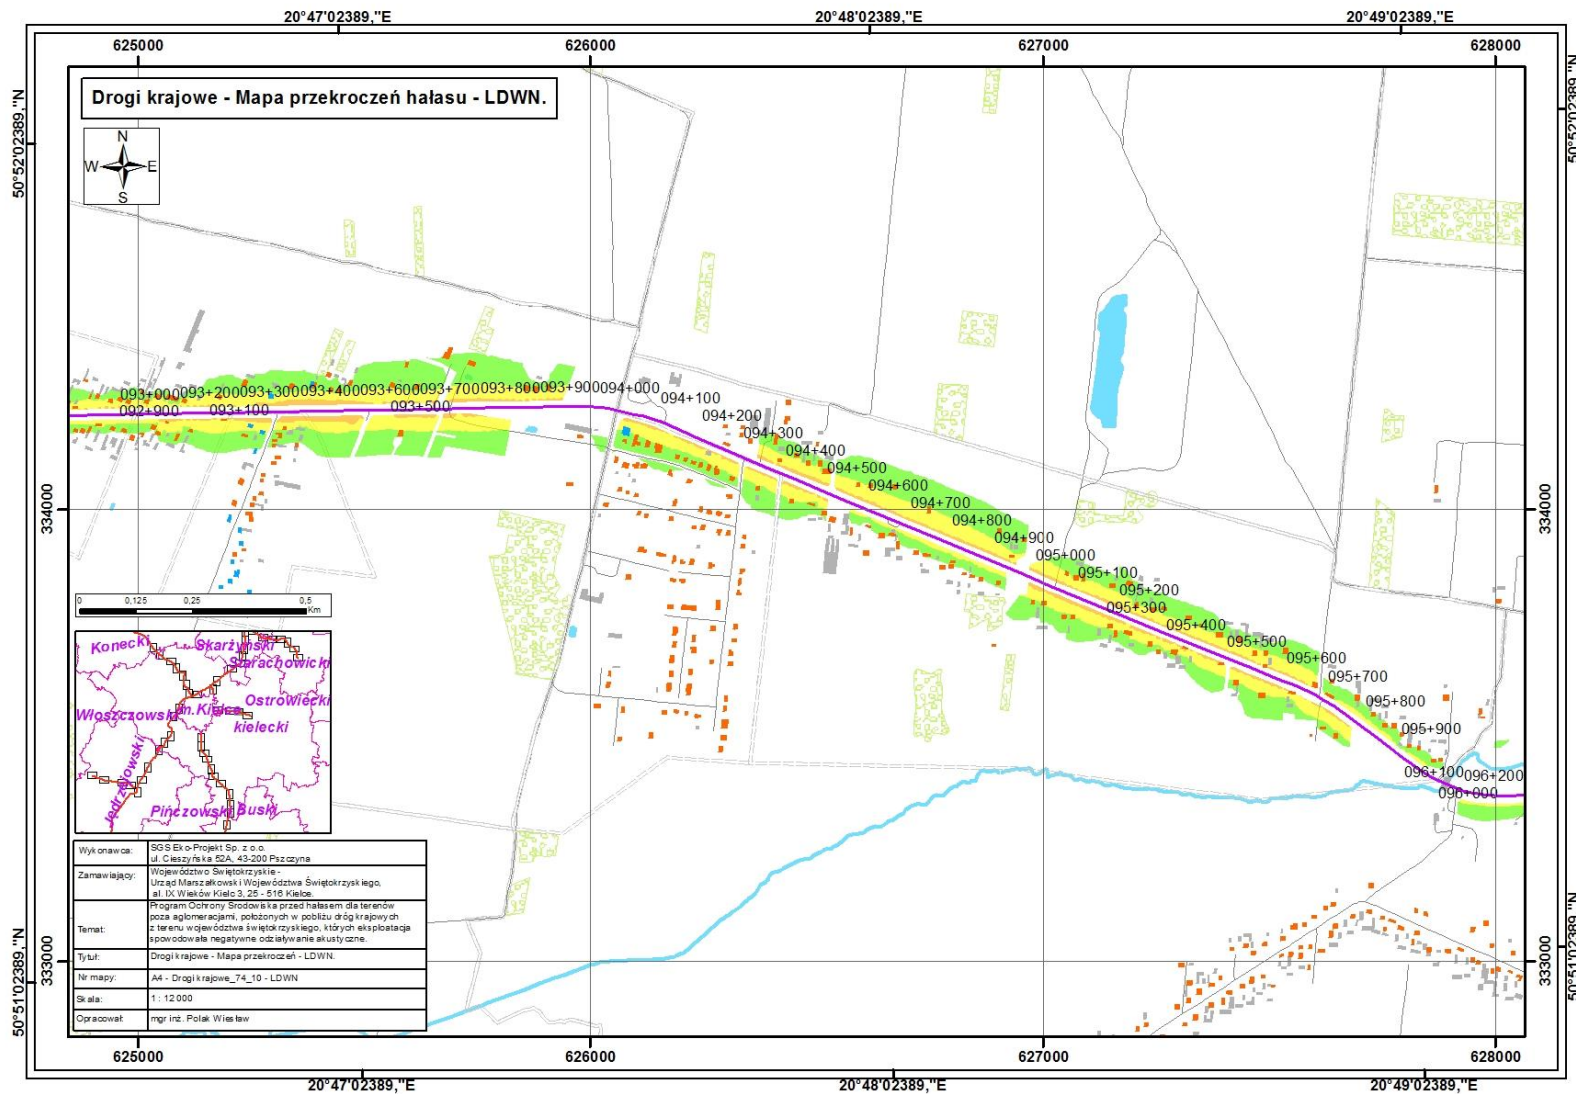 20°47'02389,"E 20°48'02389,"E 20°49'02389,"E
625000 626000 627000 628000
50°52'02389,"N 50°52'02389,"N
Drogi krajowe - Mapa przekroczeń hałasu - LDWN.
N
W E
S
093+000 093+200 093+300 093+400 093+600 093+700 093+800 093+900 094+000
092+900 093+100 093+500
094+100
094+200
094+300
094+400
094+500
094+600
094+700
094+800
094+900
095+000
095+100
095+200
095+300
095+400
095+500
095+600
095+700
095+800
095+900
096+100 096+200
096+000
334000 334000
0 0,125 0,25 0,5
Km
Konecki Skarżyński
Starachowicki
Ostrowiecki
Włoszczowski m.Kielce
kielecki
Jędrzejowski
Pińczowski Buski
Wykonawca: SGS Eko-Projekt Sp. z o.o.
ul. Cieszyńska 52A, 43-200 Pszczyna
Zamawiający: Województwo Świętokrzyskie -
Urząd Marszałkowski Województwa Świętokrzyskiego,
al. IX Wieków Kielc 3, 25 - 516 Kielce.
Temat: Program Ochrony Środowiska przed hałasem dla terenów
poza aglomeracjami, położonych w pobliżu dróg krajowych
z terenu województwa świętokrzyskiego, których eksploatacja
spowodowała negatywne oddziaływanie akustyczne.
Tytuł: Drogi krajowe - Mapa przekroczeń - LDWN.
Nr mapy: A4 - Drogi krajowe_74_10 - LDWN
Skala: 1 : 12 000
Opracował: mgr inż. Polak Wiesław
333000 333000
50°51'02389,"N 50°51'02389,"N
625000 626000 627000 628000
20°47'02389,"E 20°48'02389,"E 20°49'02389,"E